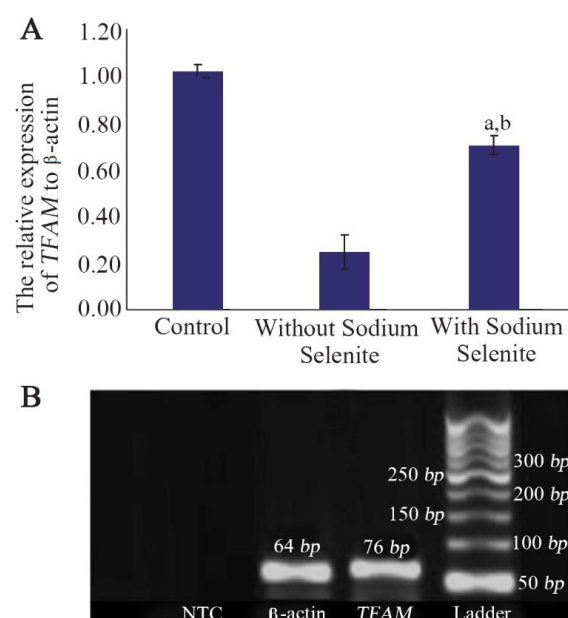 A
The relative expression
of TFAM to β-actin
1.20
1.00
0.80
0.60
0.40
0.20
0.00
a,b
Control
Without Sodium
Selenite
With Sodium
Selenite
B
250 bp
300 bp
200 bp
150 bp
100 bp
64 bp
76 bp
50 bp
NTC
β-actin
TFAM
Ladder